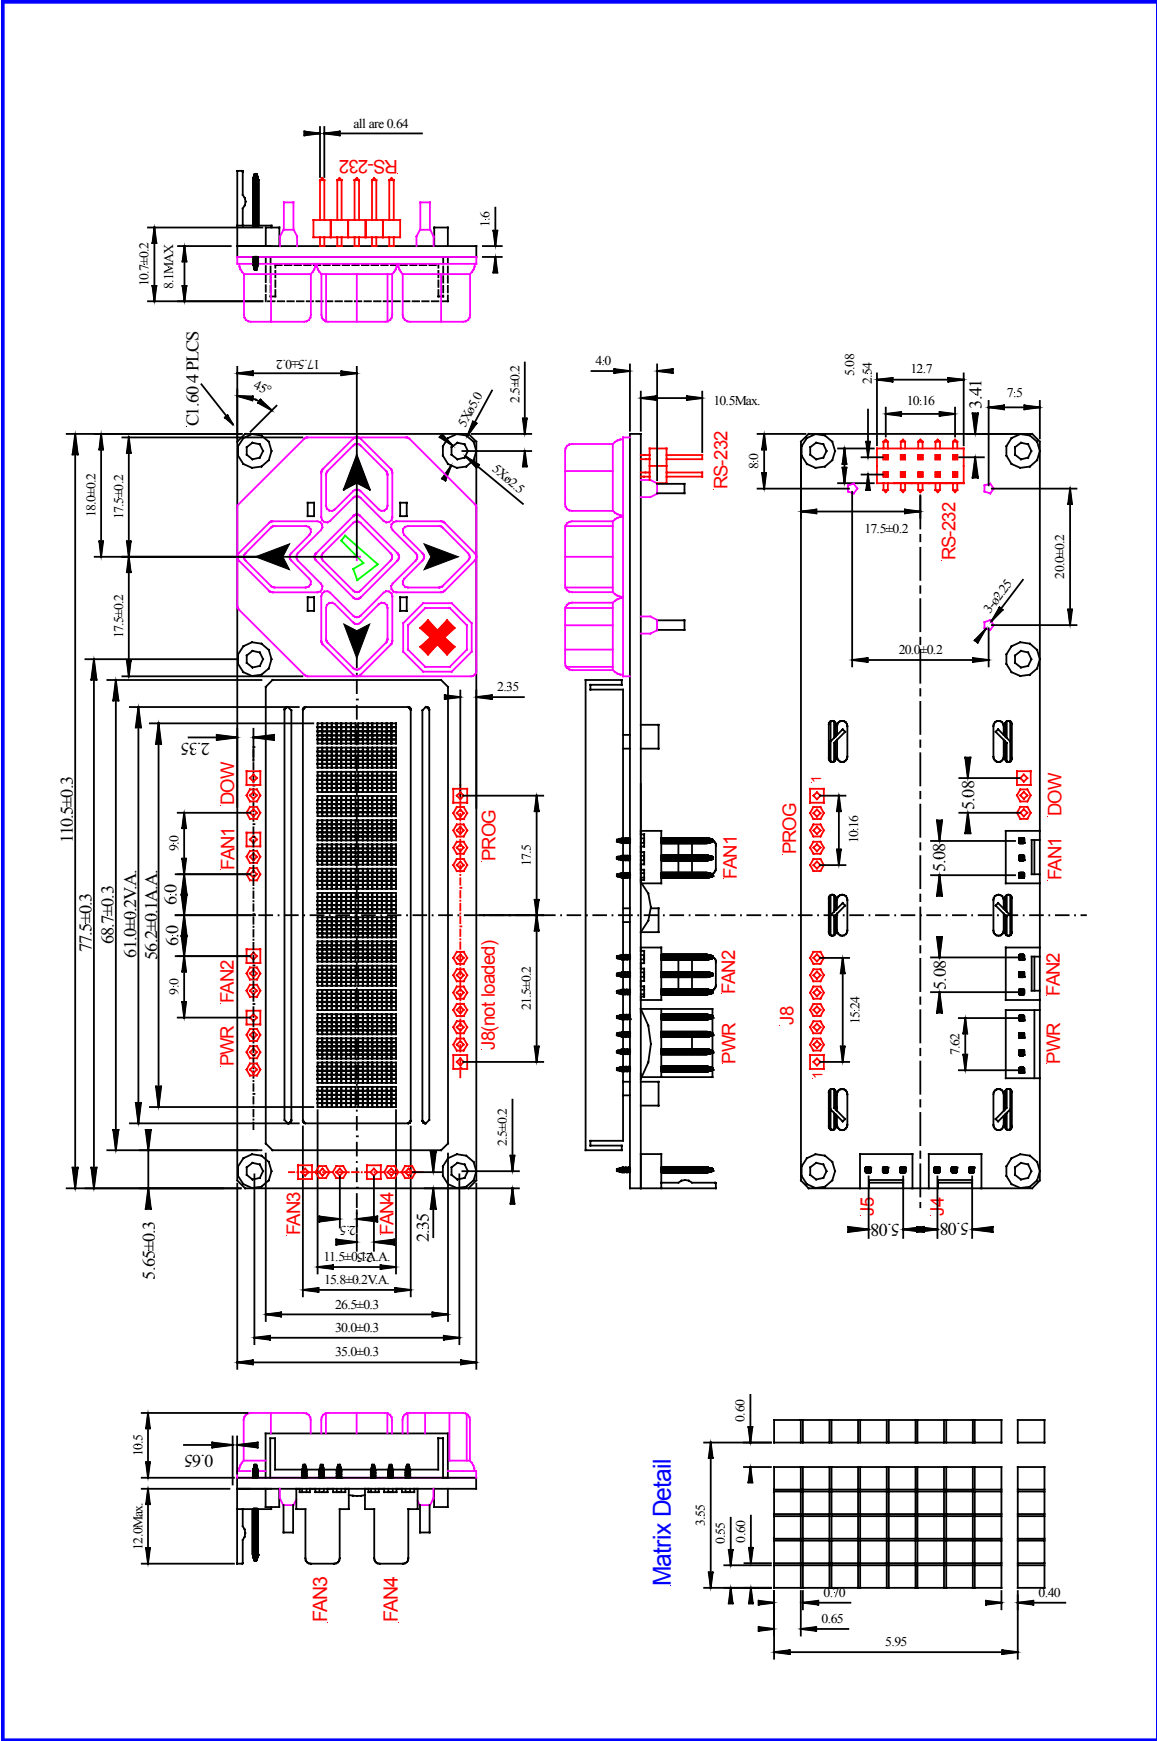 all are 0.64
RS-232
1.6
10.7±0.2
8.1MAX
C1.60 4 PLCS
45°
17.5±0.2
5Xø5.0
5Xø2.5
2.5±0.2
18.0±0.2
17.5±0.2
17.5±0.2
110.5±0.3
77.5±0.3
68.7±0.3
61.0±0.2V.A.
56.2±0.1A.A.
2.35
2.35
DOW
FAN1
9.0
6.0
6.0
9.0
FAN2
PWR
PROG
17.5
21.5±0.2
J8(not loaded)
2.5±0.2
5.65±0.3
FAN3
FAN4
2.5
2.5
2.35
11.5±0.1A.A.
15.8±0.2V.A.
26.5±0.3
30.0±0.3
35.0±0.3
4.0
10.5Max.
RS-232
FAN1
FAN2
PWR
5.08
2.54
12.7
10.16
3.41
7.5
8.0
17.5±0.2
RS-232
20.0±0.2
3-ø2.25
20.0±0.2
PROG
1
10.16
5.08
DOW
5.08
FAN1
J8
1
15.24
5.08
FAN2
7.62
PWR
J5
J4
5.08
5.08
0.65
10.5
12.0Max.
FAN3
FAN4
Matrix Detail
0.60
3.55
0.55
0.60
0.70
0.65
0.40
5.95